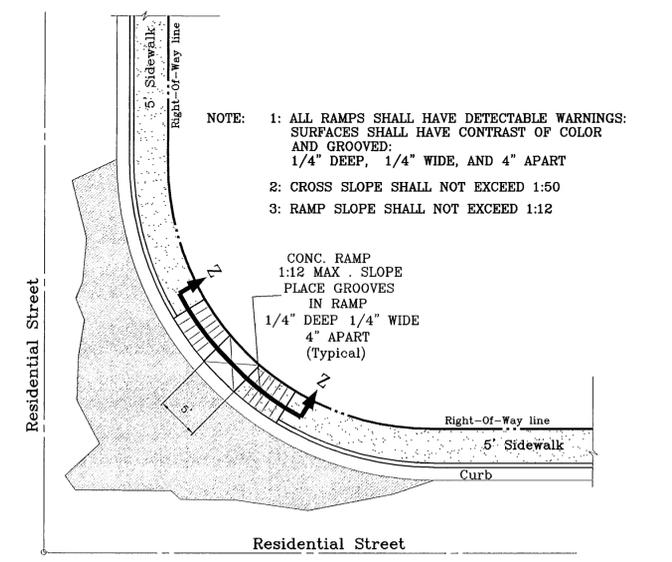 5' Sidewalk
Right-Of-Way line
NOTE: 1: ALL RAMPS SHALL HAVE DETECTABLE WARNINGS:
SURFACES SHALL HAVE CONTRAST OF COLOR
AND GROOVED:
1/4" DEEP, 1/4" WIDE, AND 4" APART
2: CROSS SLOPE SHALL NOT EXCEED 1:50
3: RAMP SLOPE SHALL NOT EXCEED 1:12
Z
CONC. RAMP
1:12 MAX . SLOPE
PLACE GROOVES
IN RAMP
1/4" DEEP 1/4" WIDE
4" APART
(Typical)
Z
5'
Residential Street
Right-Of-Way line
5' Sidewalk
Curb
Residential Street